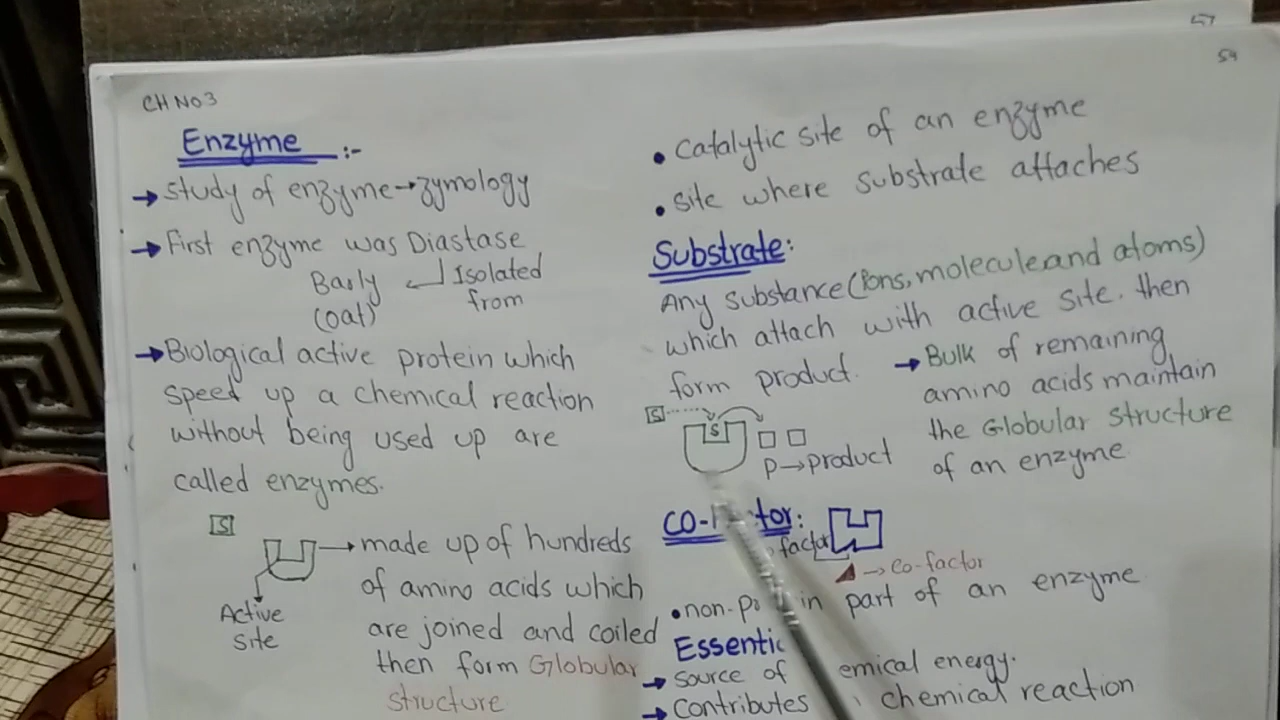 57
54
CH NO3
Enzyme :-
→ study of enzyme → zymology
→ First enzyme was Diastase
Barly ← Isolated
(oat) from
→ Biological active protein which
speed up a chemical reaction
without being used up are
called enzymes.
S
→ made up of hundreds
of amino acids which
are joined and coiled
then form Globular
structure
Active
site
• catalytic site of an enzyme
• site where substrate attaches
Substrate:
Any substance (Ions, molecule and atoms)
which attach with active site. then
form product.
→ Bulk of remaining
amino acids maintain
the Globular structure
of an enzyme
S
S
P → product
CO- tor:
factor
→ co-factor
• non- in part of an enzyme
→ source of emical energy.
→ contributes chemical reaction